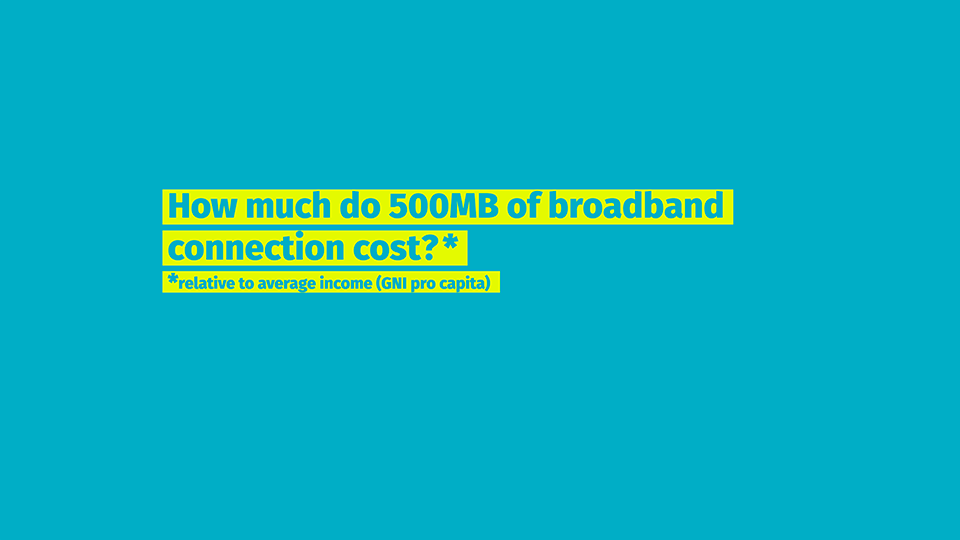 How much do 500MB of broadband
connection cost?*
*relative to average income (GNI pro capita)